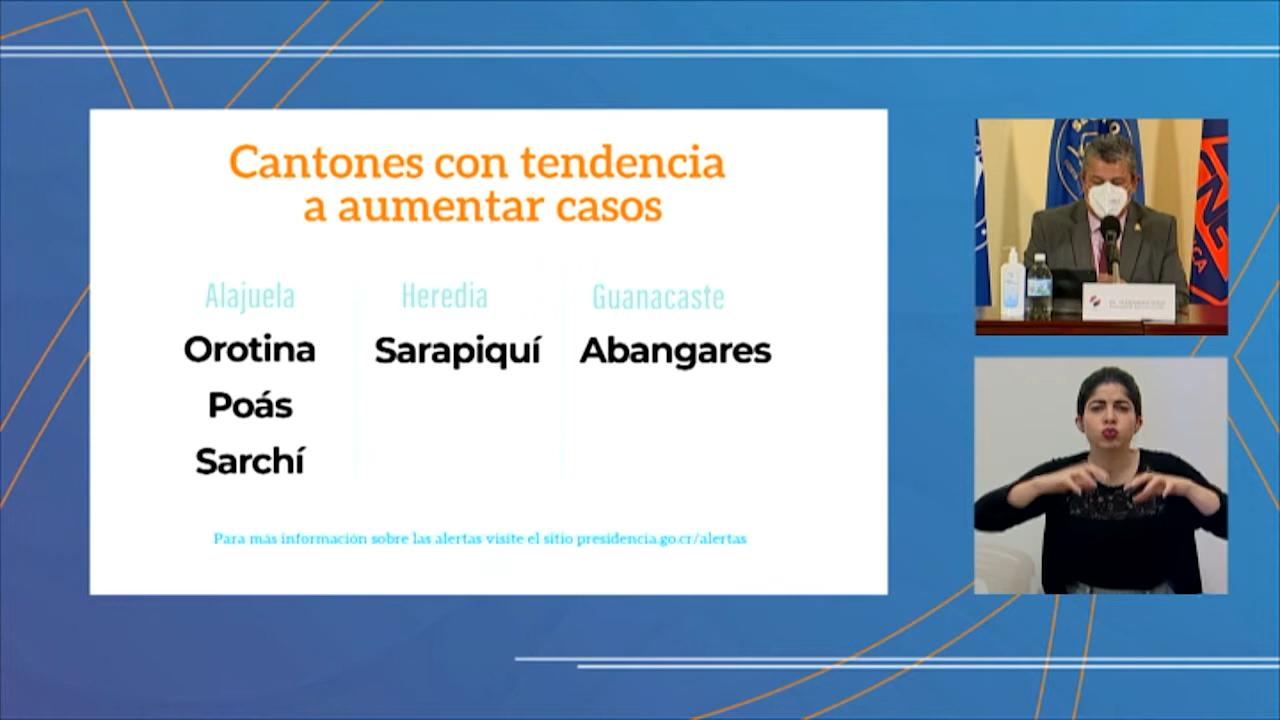 Cantones con tendencia
a aumentar casos
Alajuela Heredia Guanacaste
Orotina Sarapiquí Abangares
Poás
Sarchí
Para más información sobre las alertas visite el sitio presidencia.go.cr/alertas